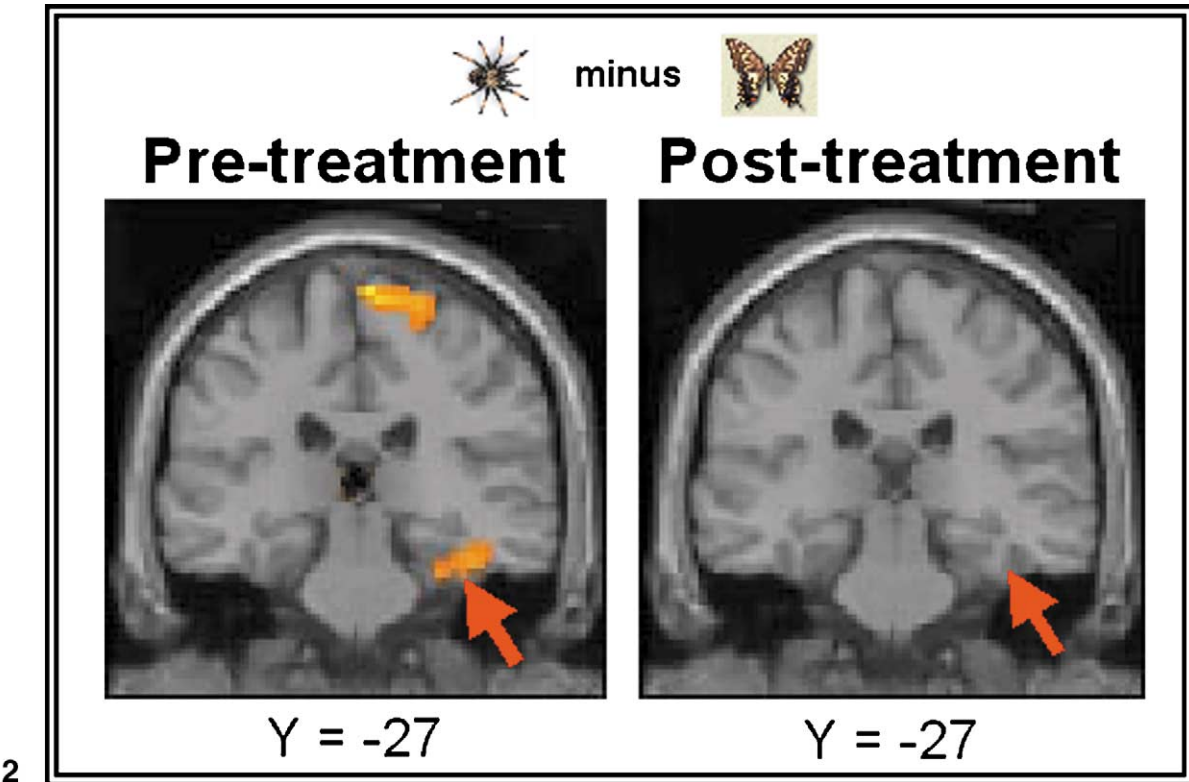 minus
Pre-treatment Post-treatment
Y = -27 Y = -27
2